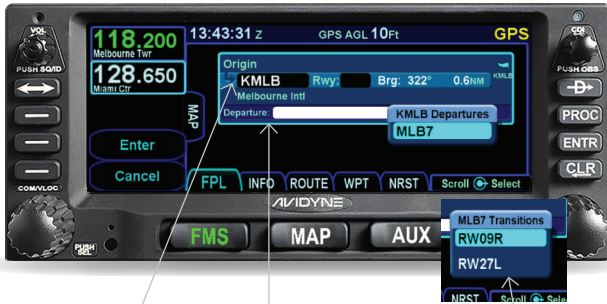 VOL
PUSH SQ/ID
COM/VLOC
PUSH
SEL
118.200
Melbourne Twr
128.650
Miami Ctr
Enter
Cancel
13:43:31 Z
GPS AGL 10Ft
GPS
MAP
Origin
KMLB Rwy: Brg: 322° 0.6NM
KMLB
Melbourne Intl
Departure:
KMLB Departures
MLB7
FPL INFO ROUTE WPT NRST Scroll Select
AVIDYNE
FMS MAP AUX
CDI
PUSH OBS
D
PROC
ENTR
CLR
MLB7 Transitions
RW09R
RW27L
NRST Scroll Sele